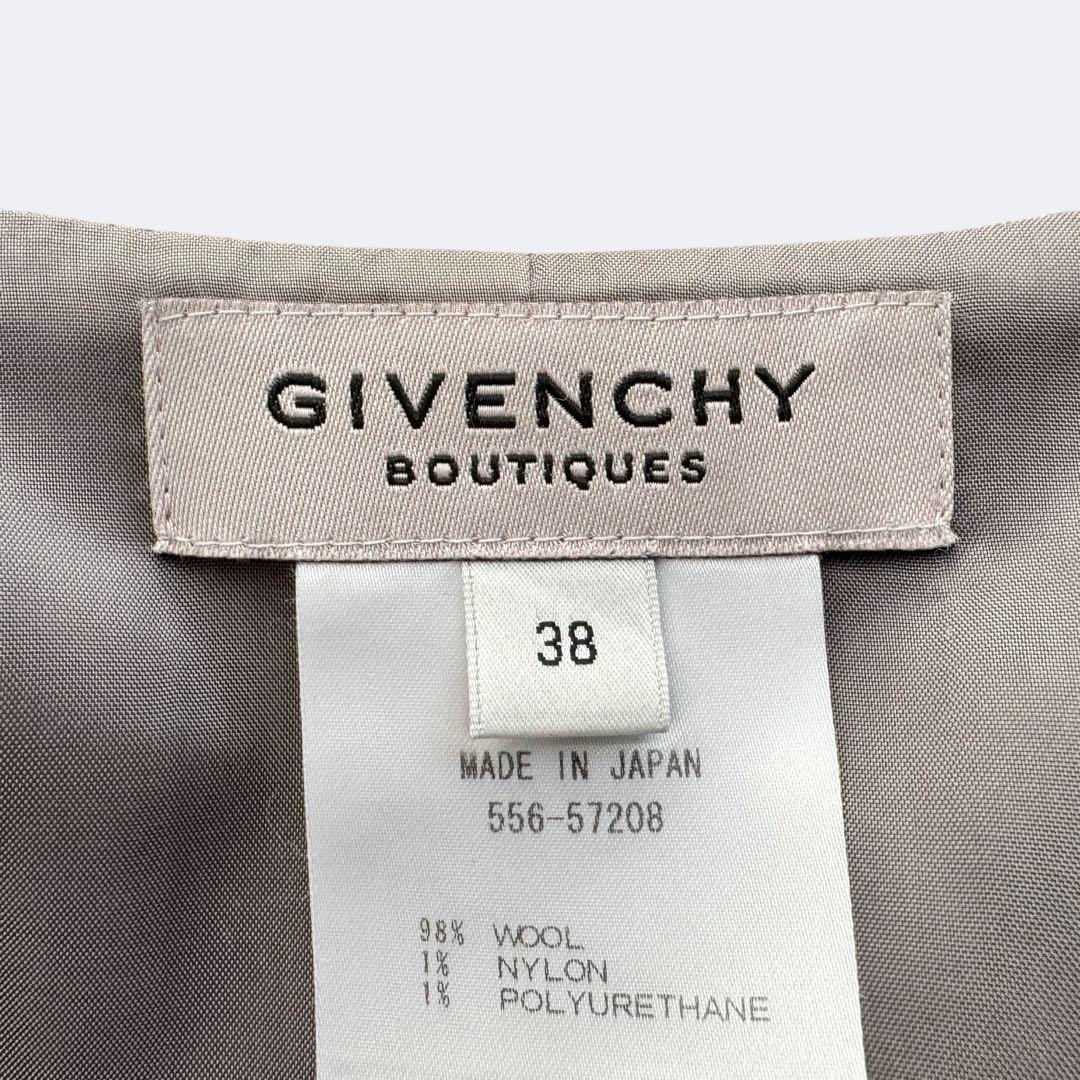 GIVENCHY
BOUTIQUES
38
MADE IN JAPAN
556-57208
98% WOOL
1% NYLON
1% POLYURETHANE